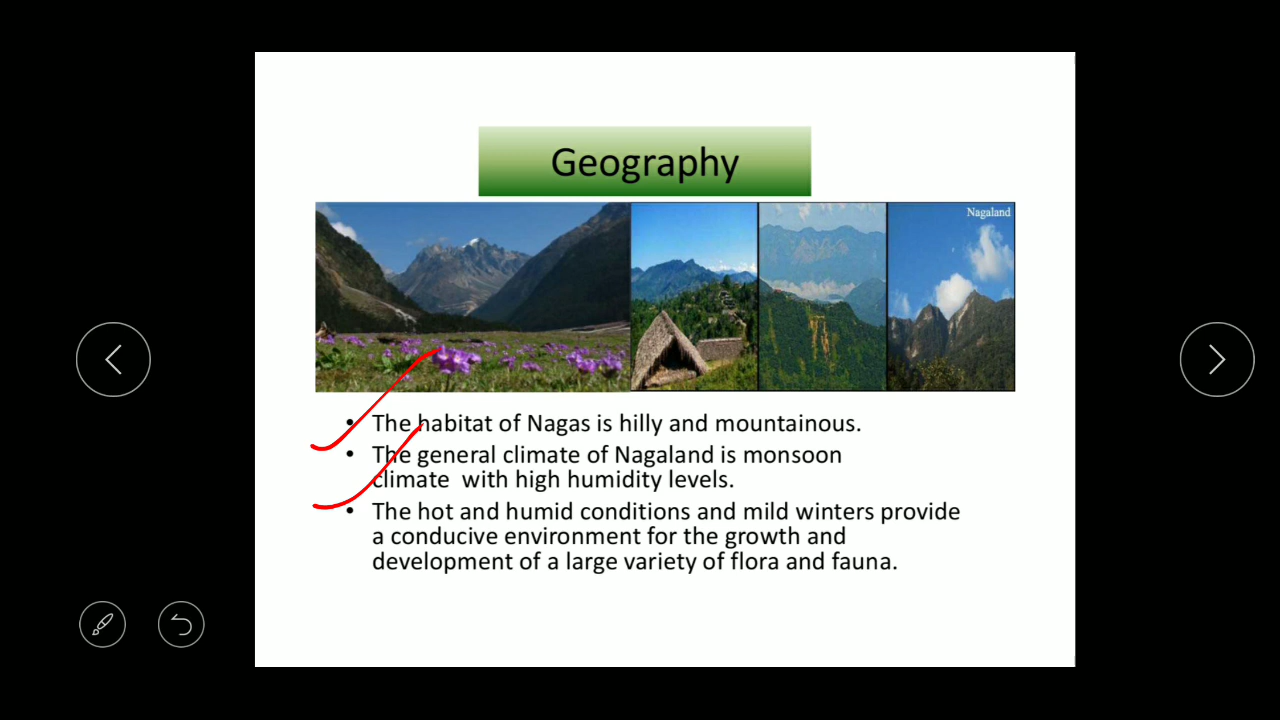 Geography
Nagaland
• The habitat of Nagas is hilly and mountainous.
• The general climate of Nagaland is monsoon
climate  with high humidity levels.
• The hot and humid conditions and mild winters provide
a conducive environment for the growth and
development of a large variety of flora and fauna.